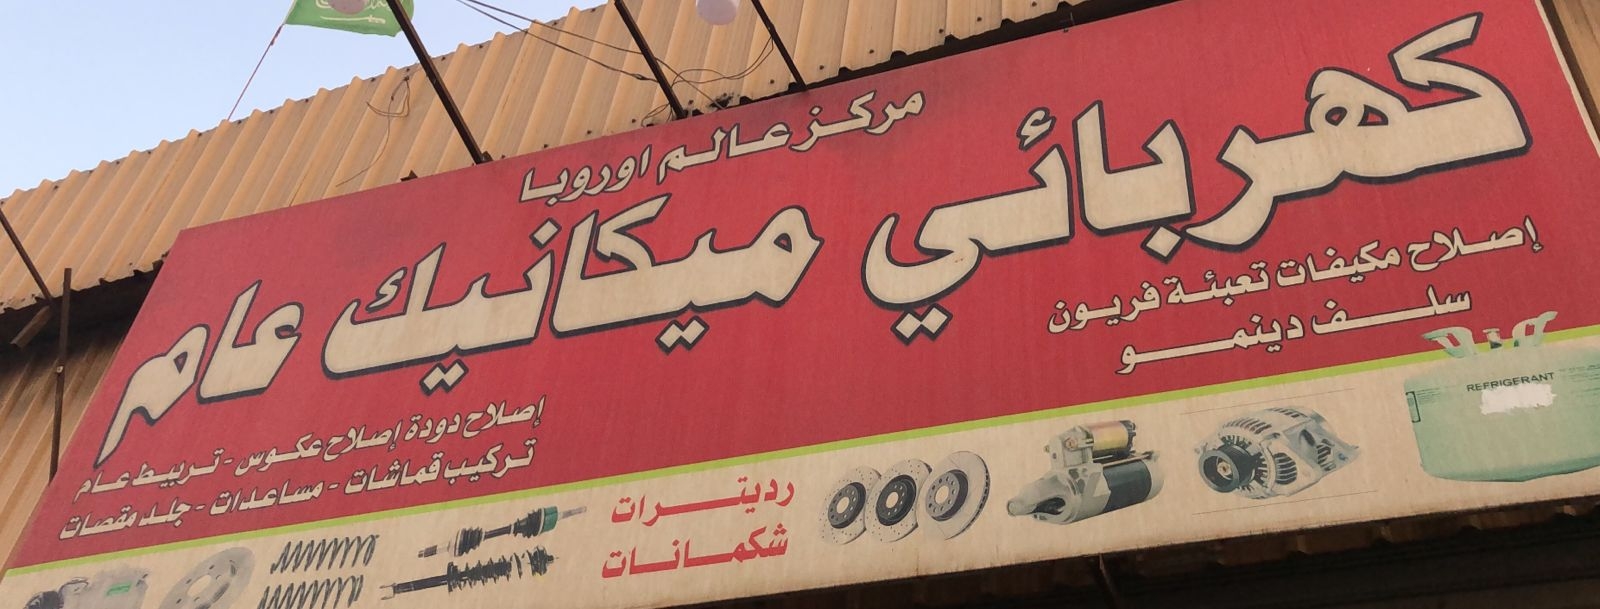 مركز عالم اوروبا
كهربائي ميكانيك عام
إصلاح مكيفات تعبئة فريون
سلف دينمو
إصلاح دودة إصلاح عكوس - تربيط عام
تركيب قماشات - مساعدات - جلد مقصات
رديترات
شكمانات
REFRIGERANT